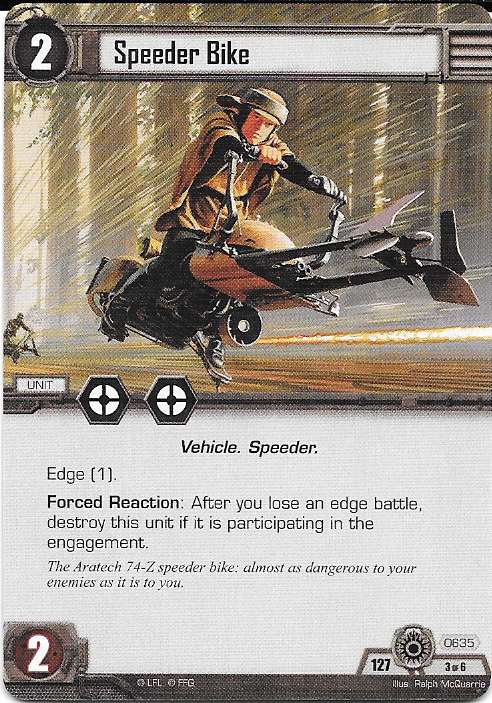 2
Speeder Bike
UNIT
Vehicle. Speeder.
Edge (1).
Forced Reaction: After you lose an edge battle,
destroy this unit if it is participating in the
engagement.
The Aratech 74-Z speeder bike: almost as dangerous to your
enemies as it is to you.
2
0635
127
3 OF 6
© LFL © FFG
Illus. Ralph McQuarrie